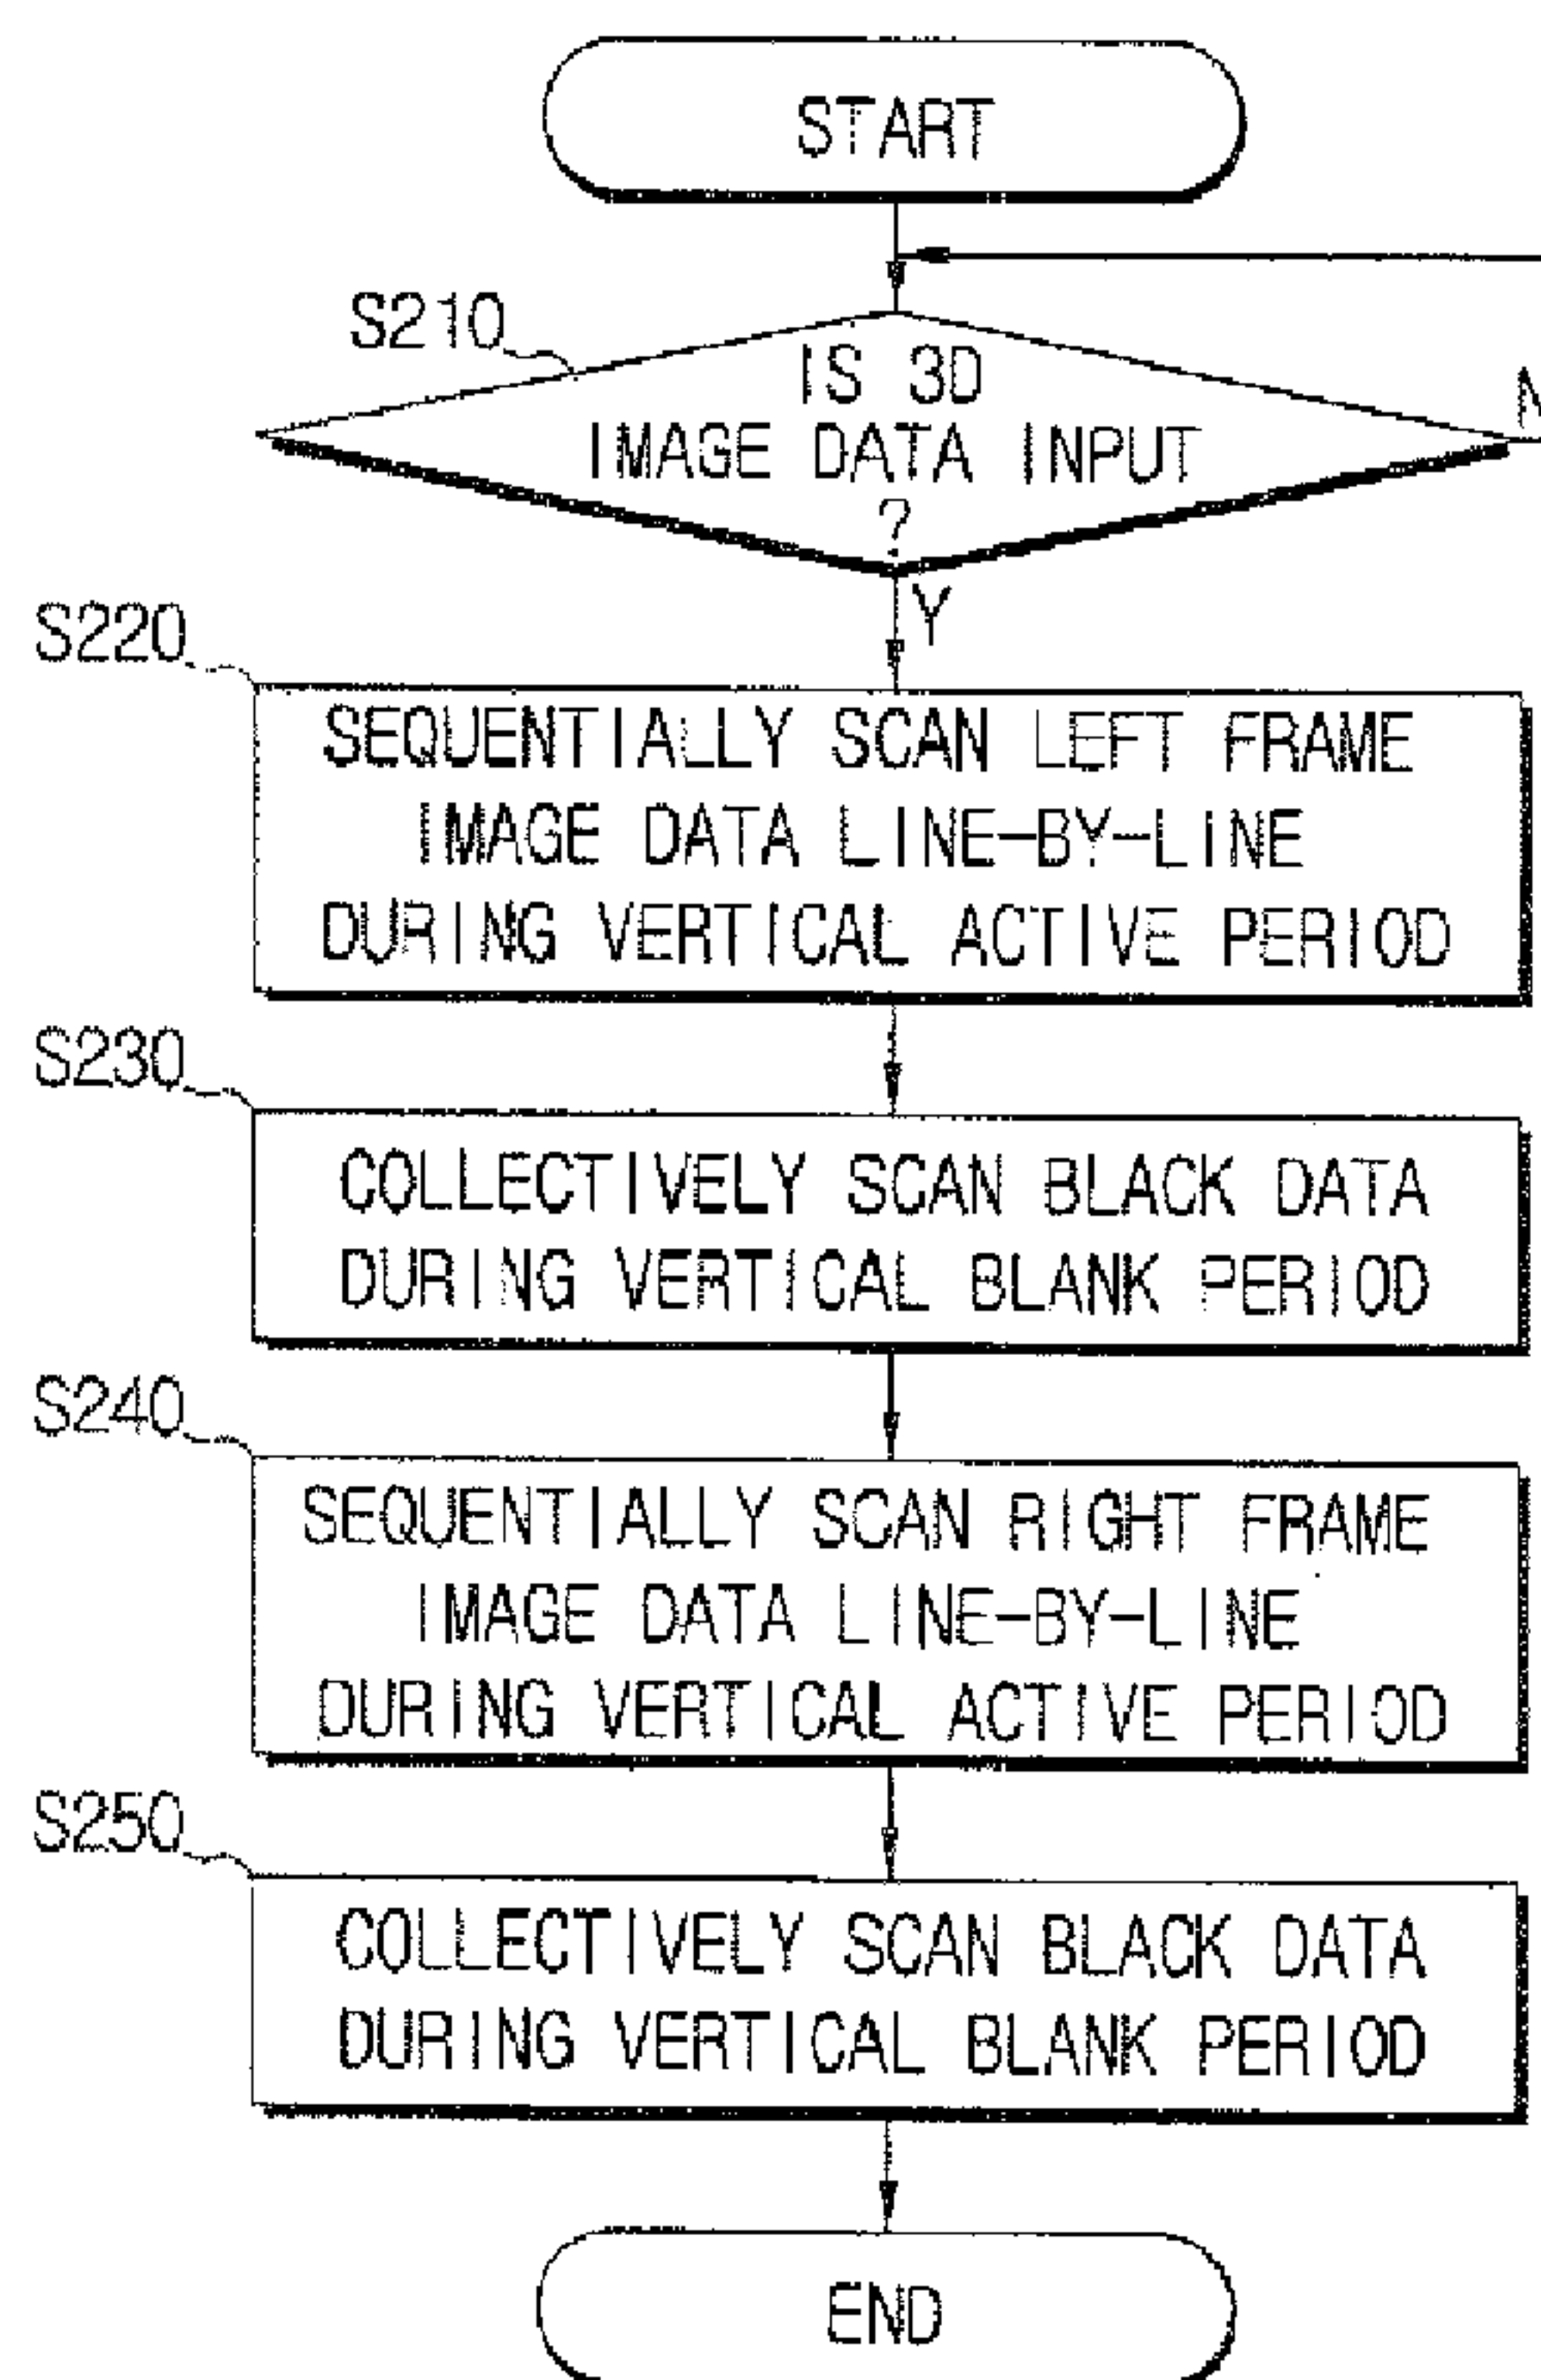 START
S210
IS 3D
IMAGE DATA INPUT
?
N
Y
S220
SEQUENTIALLY SCAN LEFT FRAME
IMAGE DATA LINE-BY-LINE
DURING VERTICAL ACTIVE PERIOD
S230
COLLECTIVELY SCAN BLACK DATA
DURING VERTICAL BLANK PERIOD
S240
SEQUENTIALLY SCAN RIGHT FRAME
IMAGE DATA LINE-BY-LINE
DURING VERTICAL ACTIVE PERIOD
S250
COLLECTIVELY SCAN BLACK DATA
DURING VERTICAL BLANK PERIOD
END